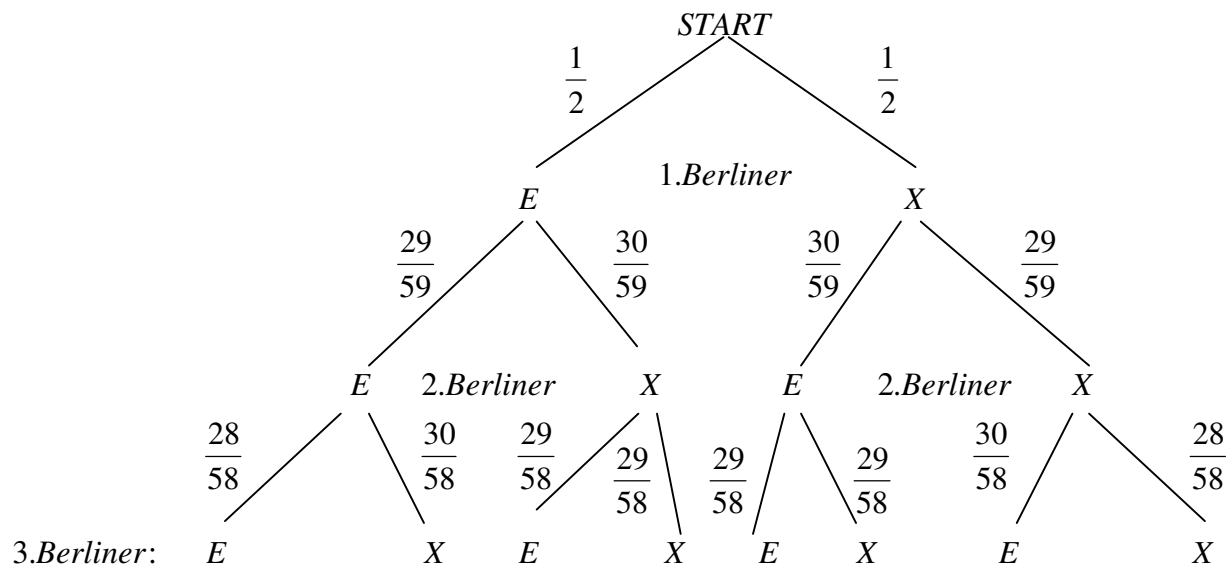 START
1/2 1/2
1.Berliner
E X
29/59 30/59 30/59 29/59
E 2.Berliner X E 2.Berliner X
28/58 30/58 29/58 29/58 29/58 29/58 30/58 28/58
3.Berliner: E X E X E X E X